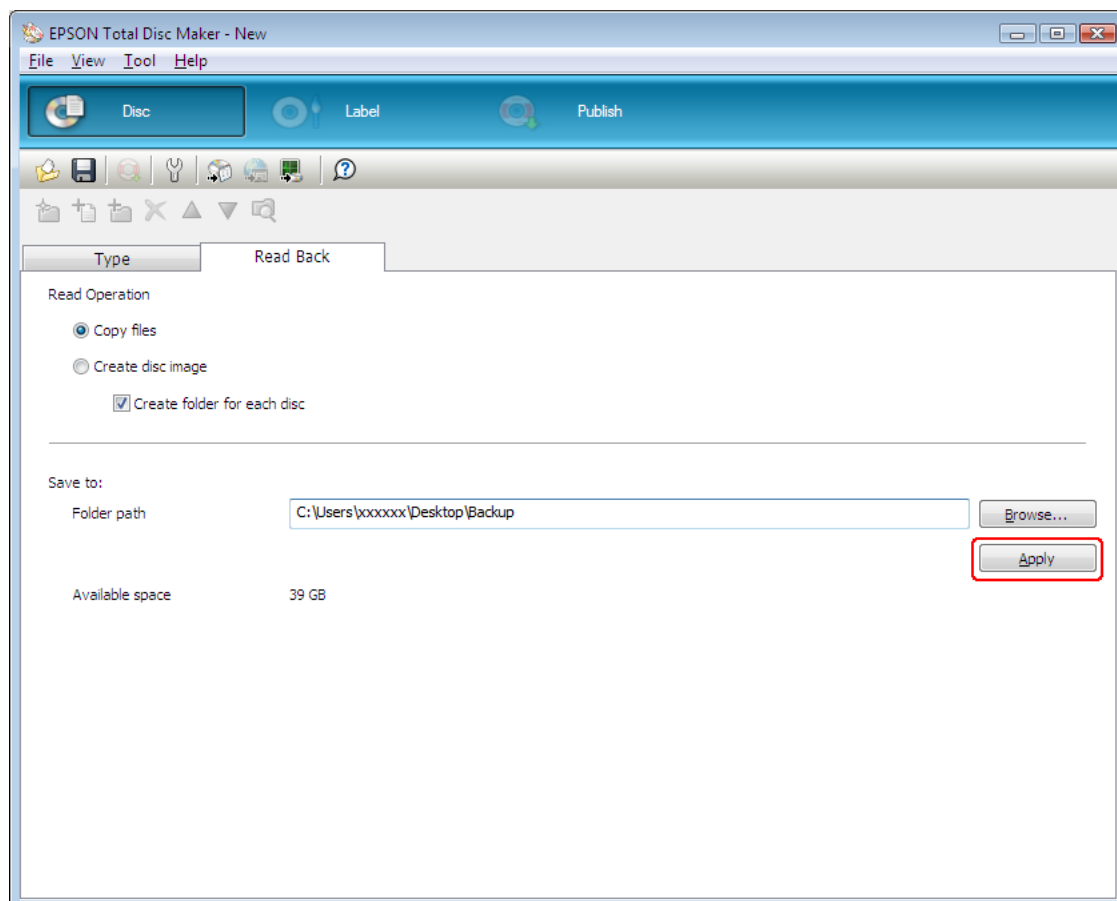 EPSON Total Disc Maker - New
File View Tool Help
Disc Label Publish
Type Read Back
Read Operation
Copy files
Create disc image
Create folder for each disc
Save to:
Folder path C:\Users\xxxxxx\Desktop\Backup Browse...
Apply
Available space 39 GB